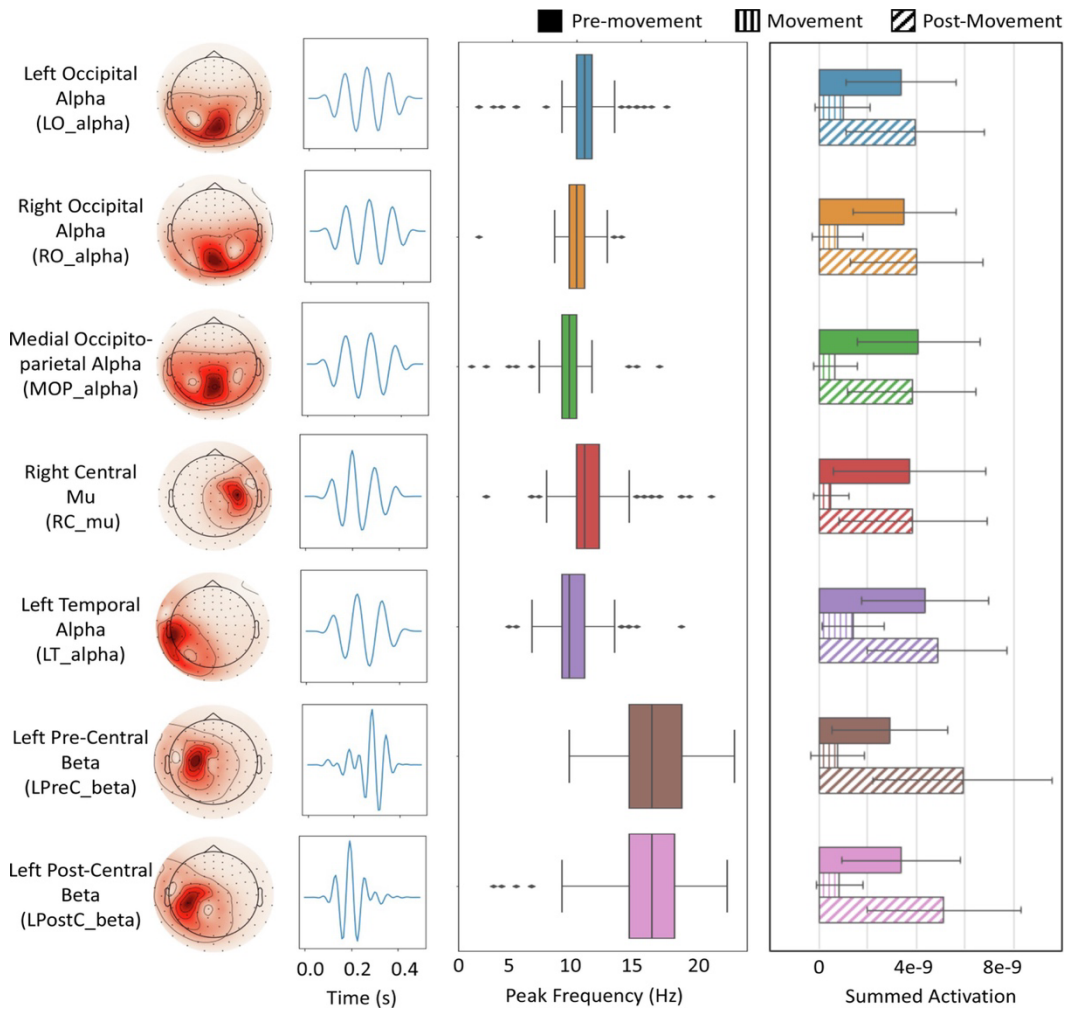 Pre-movement Movement Post-Movement
Left Occipital
Alpha
(LO_alpha)
Right Occipital
Alpha
(RO_alpha)
Medial Occipito-
parietal Alpha
(MOP_alpha)
Right Central
Mu
(RC_mu)
Left Temporal
Alpha
(LT_alpha)
Left Pre-Central
Beta
(LPreC_beta)
Left Post-Central
Beta
(LPostC_beta)
0.0 0.2 0.4
Time (s)
0 5 10 15 20
Peak Frequency (Hz)
0 4e-9 8e-9
Summed Activation